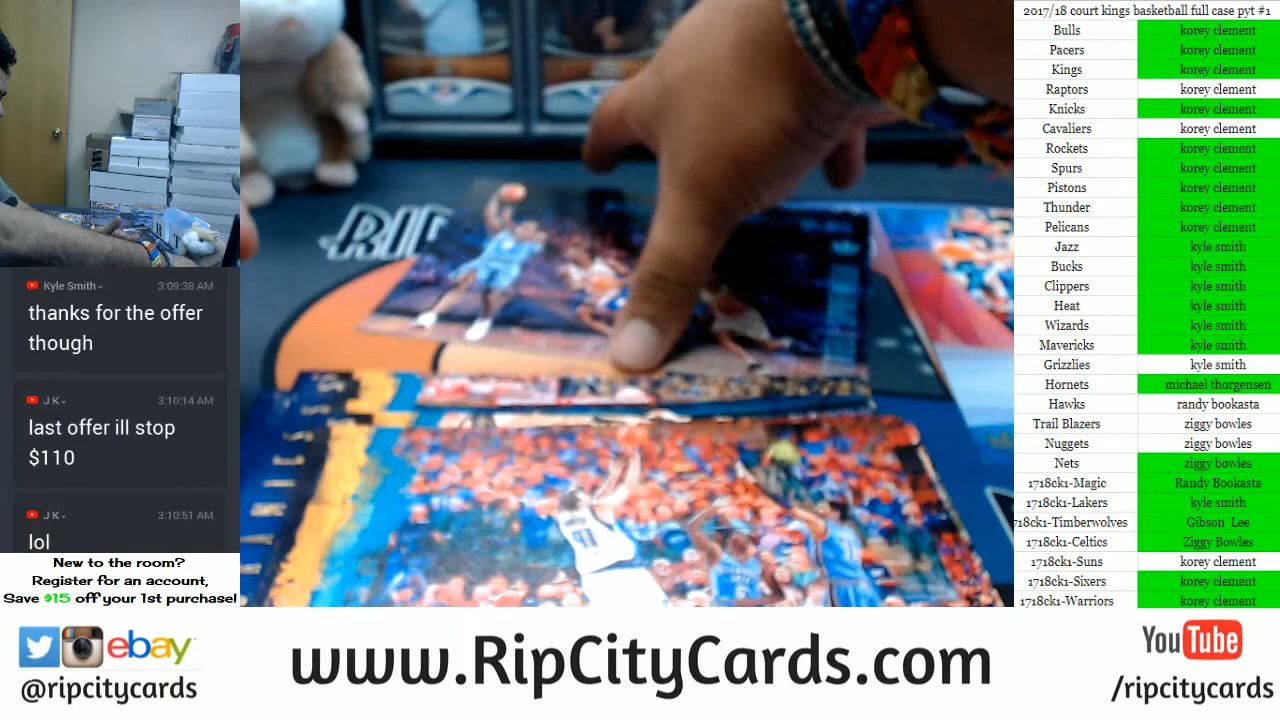 2017/18 court kings basketball full case pyt #1
Bulls korey clement
Pacers korey clement
Kings korey clement
Raptors korey clement
Knicks korey clement
Cavaliers korey clement
Rockets korey clement
Spurs korey clement
Pistons korey clement
Thunder korey clement
Pelicans korey clement
Jazz kyle smith
Bucks kyle smith
Clippers kyle smith
Heat kyle smith
Wizards kyle smith
Mavericks kyle smith
Grizzlies kyle smith
Hornets michael thorgensen
Hawks randy bookasta
Trail Blazers ziggy bowles
Nuggets ziggy bowles
Nets ziggy bowles
1718ck1-Magic Randy Bookasta
1718ck1-Lakers kyle smith
718ck1-Timberwolves Gibson Lee
1718ck1-Celtics Ziggy Bowles
1718ck1-Suns korey clement
1718ck1-Sixers korey clement
1718ck1-Warriors korey clement
Kyle Smith 3:09:38 AM
thanks for the offer
though
J K 3:10:14 AM
last offer ill stop
$110
J K 3:10:51 AM
lol
New to the room?
Register for an account,
Save $15 off your 1st purchase!
RIP
41
ebay
@ripcitycards
www.RipCityCards.com
YouTube
/ripcitycards